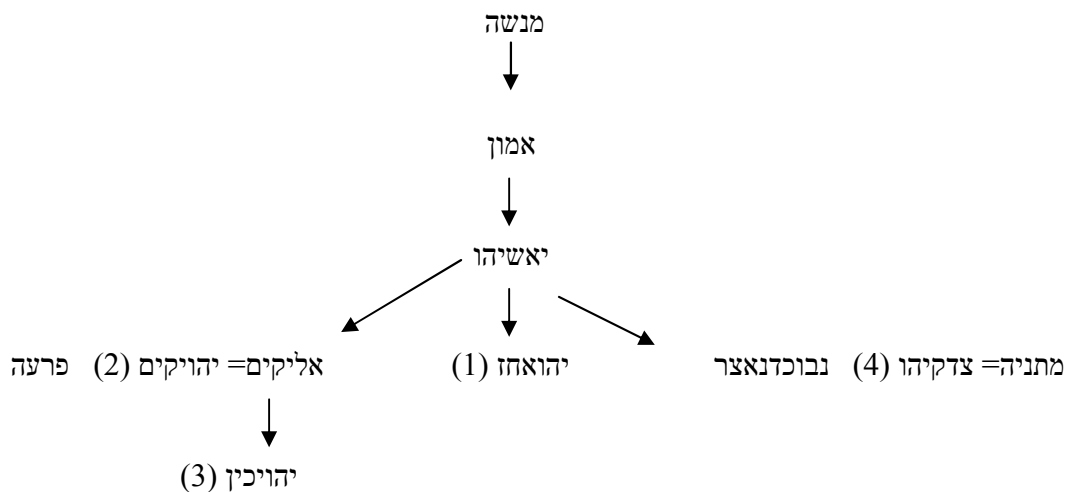 מנשה
אמון
יאשיהו
מתניה= צדקיהו (4) נבוכדנאצר יהואחז (1) אליקים= יהויקים (2) פרעה
יהויכין (3)